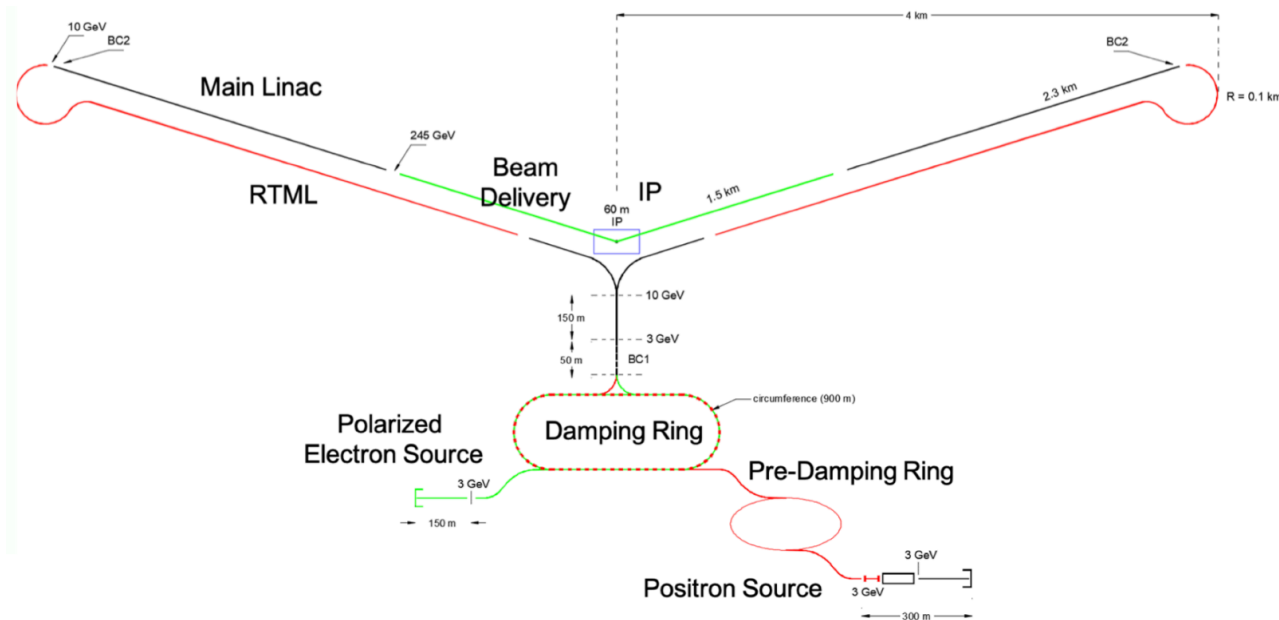 4 km
10 GeV
BC2
BC2
Main Linac
2.3 km
R = 0.1 km
245 GeV
Beam
Delivery
IP
RTML
1.5 km
60 m
IP
10 GeV
150 m
3 GeV
50 m
BC1
circumference (900 m)
Polarized
Electron Source
Damping Ring
Pre-Damping Ring
3 GeV
150 m
3 GeV
Positron Source
3 GeV
300 m